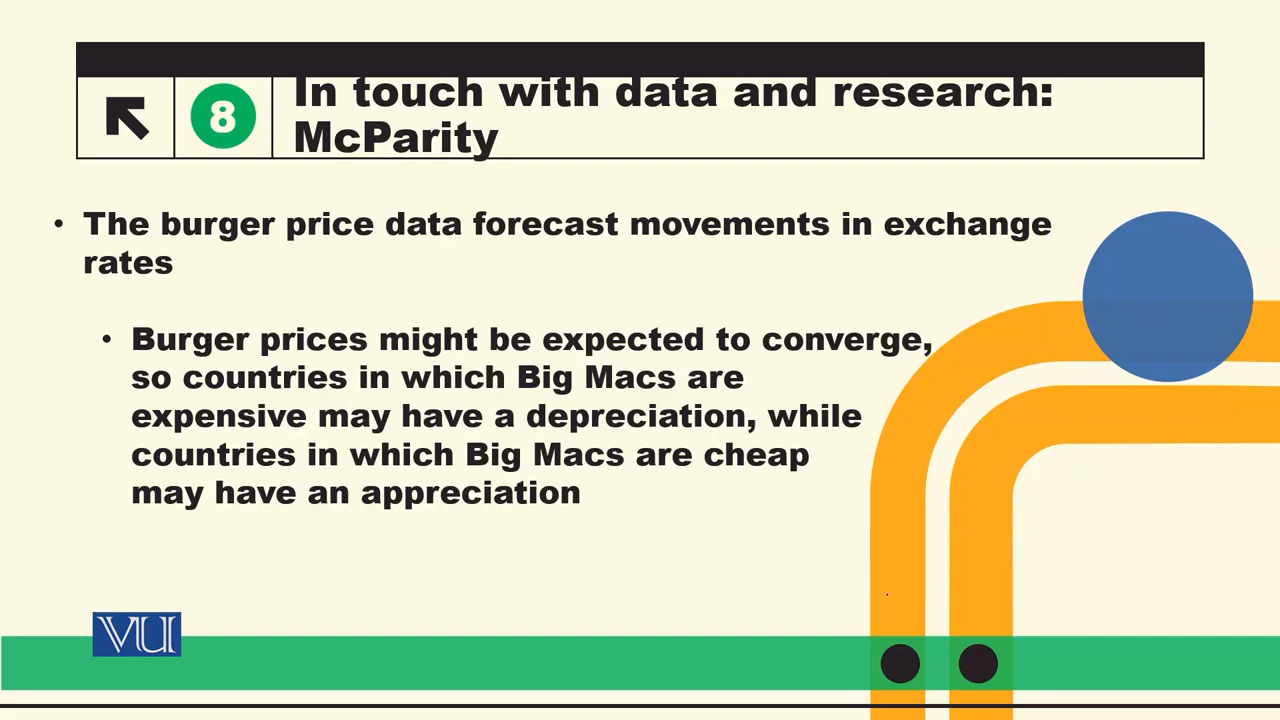 8
In touch with data and research:
McParity
• The burger price data forecast movements in exchange
rates
• Burger prices might be expected to converge,
so countries in which Big Macs are
expensive may have a depreciation, while
countries in which Big Macs are cheap
may have an appreciation
VU